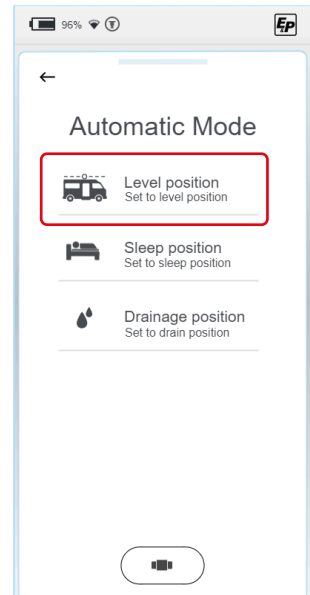 96%
E&P
Automatic Mode
Level position
Set to level position
Sleep position
Set to sleep position
Drainage position
Set to drain position